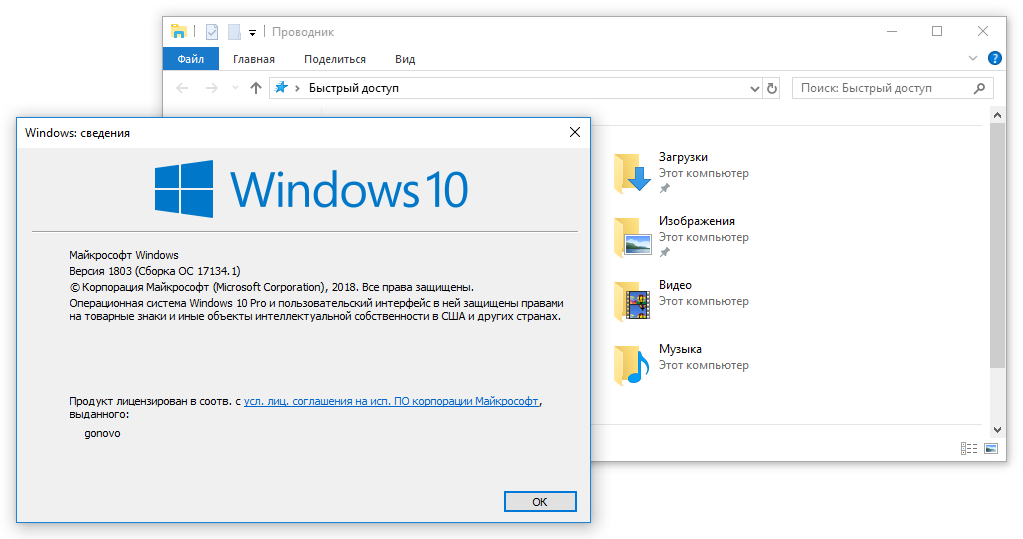 Проводник
Файл
Главная
Поделиться
Вид
Быстрый доступ
Поиск: Быстрый доступ
Загрузки
Этот компьютер
Изображения
Этот компьютер
Видео
Этот компьютер
Музыка
Этот компьютер
Windows: сведения
Windows 10
Майкрософт Windows
Версия 1803 (Сборка ОС 17134.1)
© Корпорация Майкрософт (Microsoft Corporation), 2018. Все права защищены.
Операционная система Windows 10 Pro и пользовательский интерфейс в ней защищены правами
на товарные знаки и иные объекты интеллектуальной собственности в США и других странах.
Продукт лицензирован в соотв. с усл. лиц. соглашения на исп. ПО корпорации Майкрософт,
выданного:
gonovo
ОК